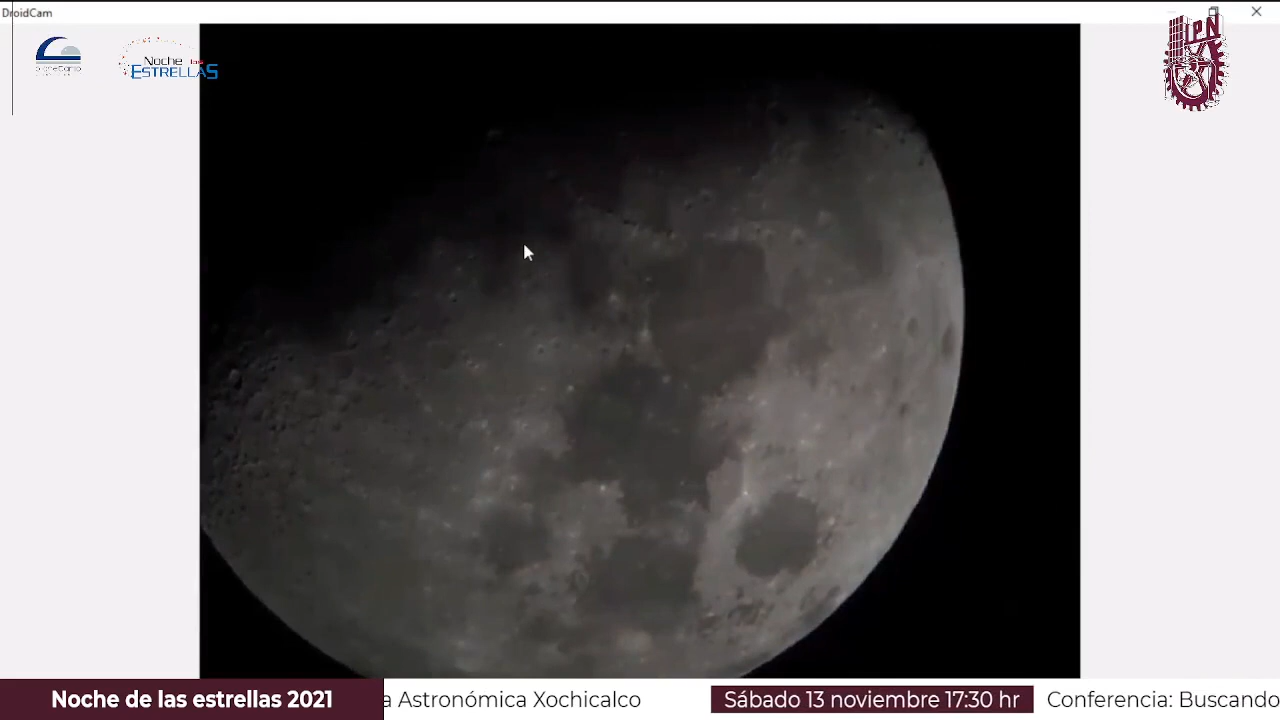 DroidCam
Noche las
ESTRELLAS
IPN
Noche de las estrellas 2021
a Astronómica Xochicalco
Sábado 13 noviembre 17:30 hr
Conferencia: Buscando